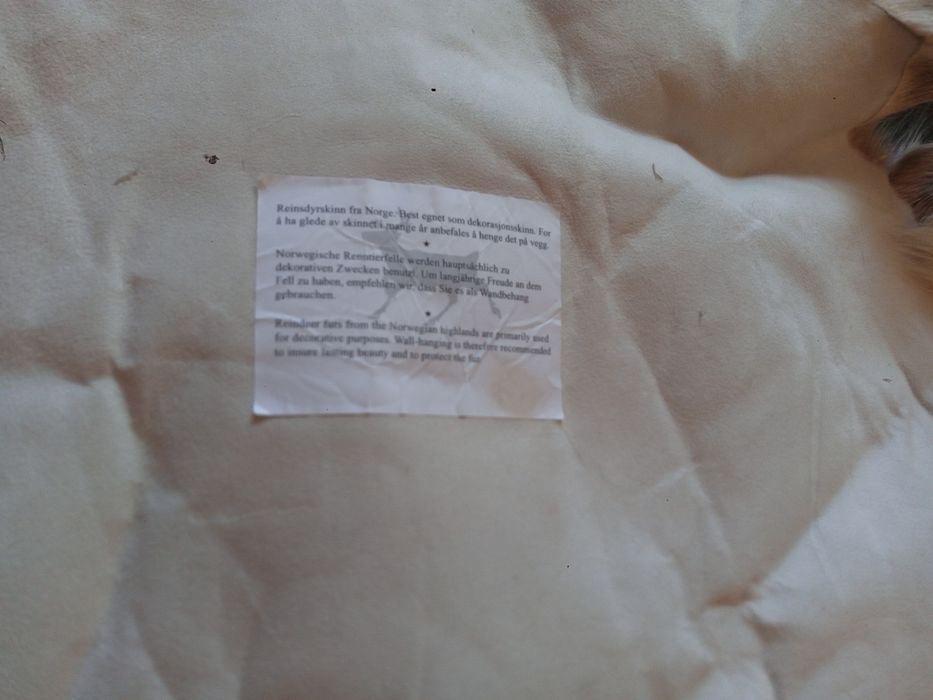 Reinsdyrskinn fra Norge. Best egnet som dekorasjonsskinn. For
å ha glede av skinnet i mange år anbefales å henge det på vegg.
Norwegische Renntierfelle werden hauptsächlich zu
dekorativen Zwecken benutzt. Um langjährige Freude an dem
Fell zu haben, empfehlen wir, dass Sie es als Wandbehang
gebrauchen.
Reindeer furs from the Norwegian highlands are primarily used
for decorative purposes. Wall-hanging is therefore recommended
to insure lasting beauty and to protect the fur.